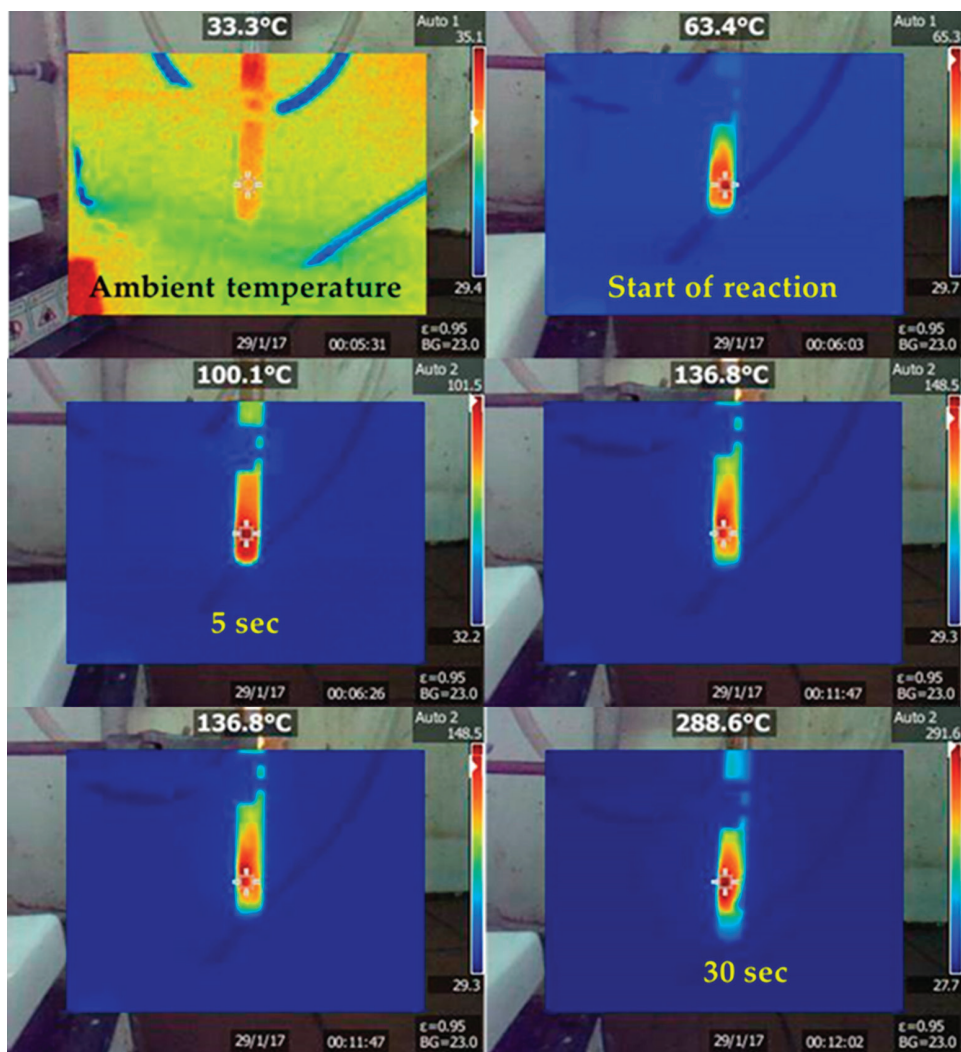 33.3°C
Auto 1
35.1
Ambient temperature
29.4
ε=0.95
29/1/17 00:05:31 BG=23.0
63.4°C
Auto 1
65.3
Start of reaction
29.7
ε=0.95
29/1/17 00:06:03 BG=23.0
100.1°C
Auto 2
101.5
5 sec
32.2
ε=0.95
29/1/17 00:06:26 BG=23.0
136.8°C
Auto 2
148.5
29.3
ε=0.95
29/1/17 00:11:47 BG=23.0
136.8°C
Auto 2
148.5
29.3
ε=0.95
29/1/17 00:11:47 BG=23.0
288.6°C
Auto 2
291.6
30 sec
27.7
ε=0.95
29/1/17 00:12:02 BG=23.0